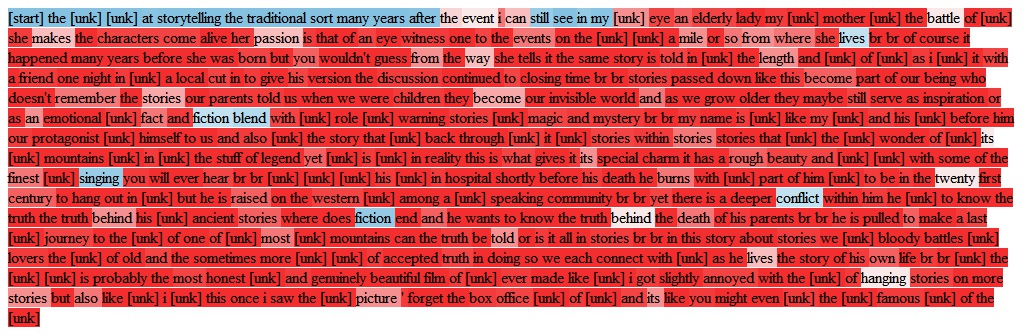 [start] the [unk] [unk] at storytelling the traditional sort many years after the event i can still see in my [unk] eye an elderly lady my [unk] mother [unk] the battle of [unk]
she makes the characters come alive her passion is that of an eye witness one to the events on the [unk] [unk] a mile or so from where she lives br br of course it
happened many years before she was born but you wouldn't guess from the way she tells it the same story is told in [unk] the length and [unk] of [unk] as i [unk] it with
a friend one night in [unk] a local cut in to give his version the discussion continued to closing time br br stories passed down like this become part of our being who
doesn't remember the stories our parents told us when we were children they become our invisible world and as we grow older they maybe still serve as inspiration or
as an emotional [unk] fact and fiction blend with [unk] role [unk] warning stories [unk] magic and mystery br br my name is [unk] like my [unk] and his [unk] before him
our protagonist [unk] himself to us and also [unk] the story that [unk] back through [unk] it [unk] stories within stories stories that [unk] the [unk] wonder of [unk] its
[unk] mountains [unk] in [unk] the stuff of legend yet [unk] is [unk] in reality this is what gives it its special charm it has a rough beauty and [unk] [unk] with some of the
finest [unk] singing you will ever hear br br [unk] [unk] his [unk] in hospital shortly before his death he burns with [unk] part of him [unk] to be in the twenty first
century to hang out in [unk] but he is raised on the western [unk] among a [unk] speaking community br br yet there is a deeper conflict within him he [unk] to know the
truth the truth behind his [unk] ancient stories where does fiction end and he wants to know the truth behind the death of his parents br br he is pulled to make a last
[unk] journey to the [unk] of one of [unk] most [unk] mountains can the truth be told or is it all in stories br br in this story about stories we [unk] bloody battles [unk]
lovers the [unk] of old and the sometimes more [unk] [unk] of accepted truth in doing so we each connect with [unk] as he lives the story of his own life br br [unk] the
[unk] [unk] is probably the most honest [unk] and genuinely beautiful film of [unk] ever made like [unk] i got slightly annoyed with the [unk] of hanging stories on more
stories but also like [unk] i [unk] this once i saw the [unk] picture ' forget the box office [unk] of [unk] and its like you might even [unk] the [unk] famous [unk] of the
[unk]